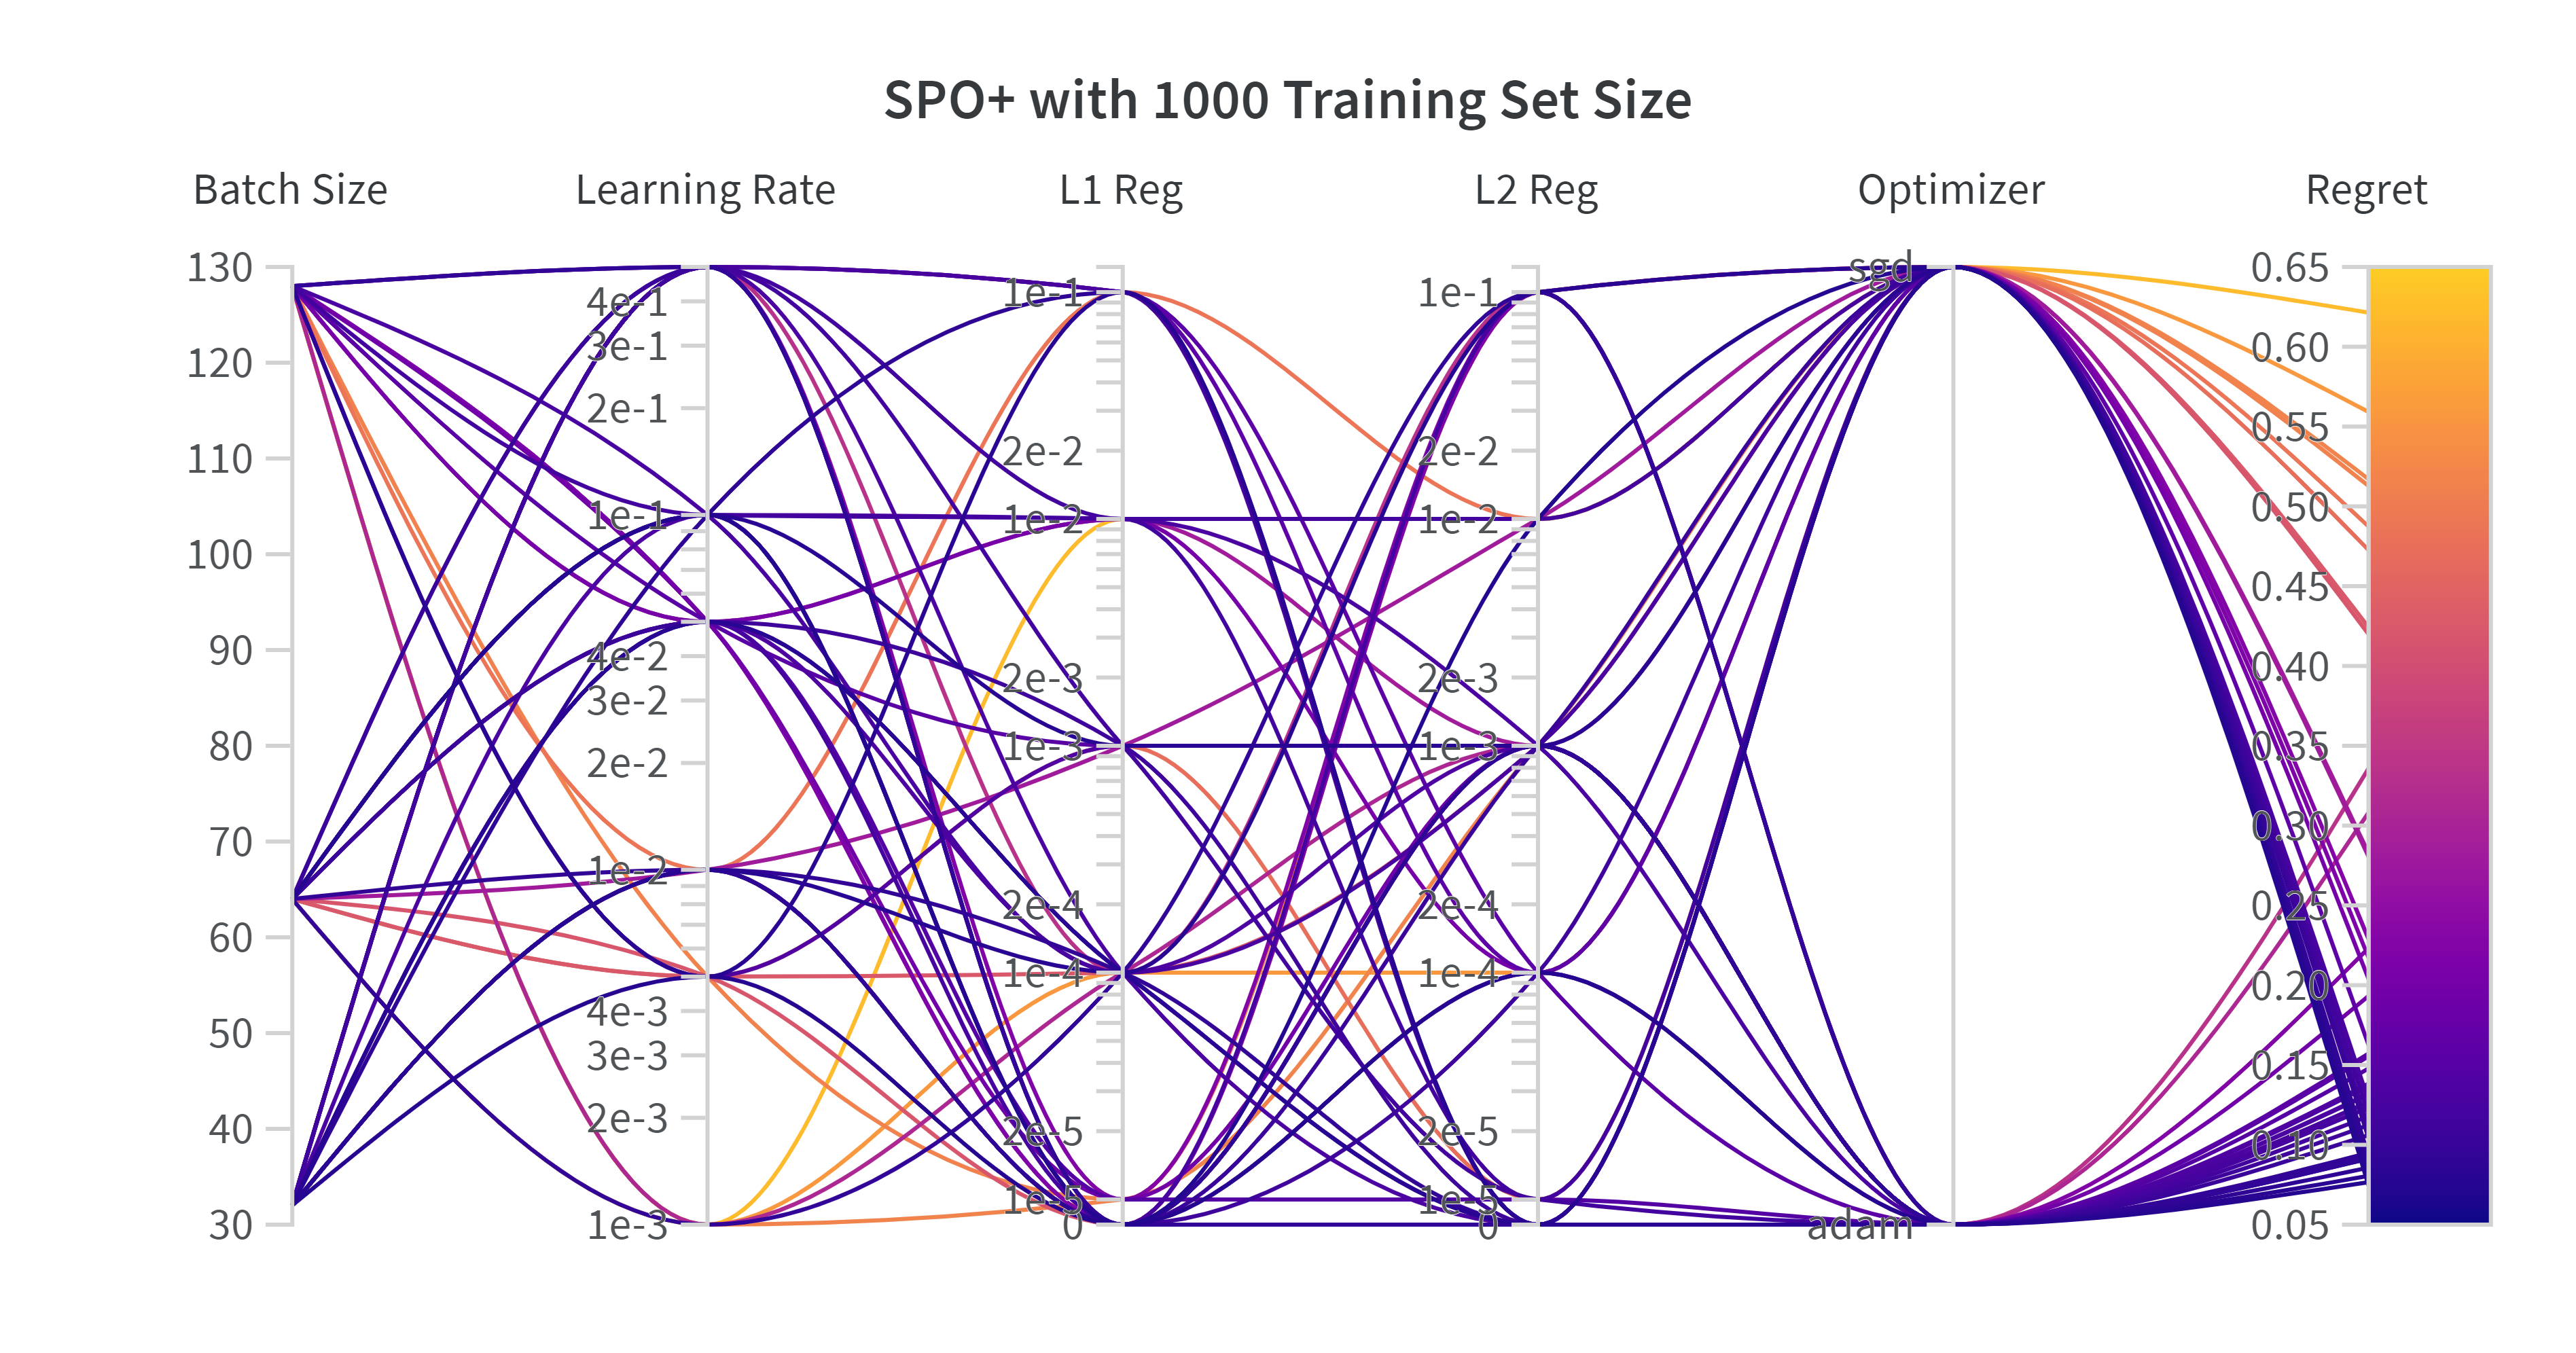 SPO+ with 1000 Training Set Size
Batch Size
Learning Rate
L1 Reg
L2 Reg
Optimizer
Regret
130
120
110
100
90
80
70
60
50
40
30
4e-1
3e-1
2e-1
1e-1
4e-2
3e-2
2e-2
1e-2
4e-3
3e-3
2e-3
1e-3
1e-1
2e-2
1e-2
2e-3
1e-3
2e-4
1e-4
2e-5
1e-5
0
1e-1
2e-2
1e-2
2e-3
1e-3
2e-4
1e-4
2e-5
1e-5
0
sgd
adam
0.65
0.60
0.55
0.50
0.45
0.40
0.35
0.30
0.25
0.20
0.15
0.10
0.05